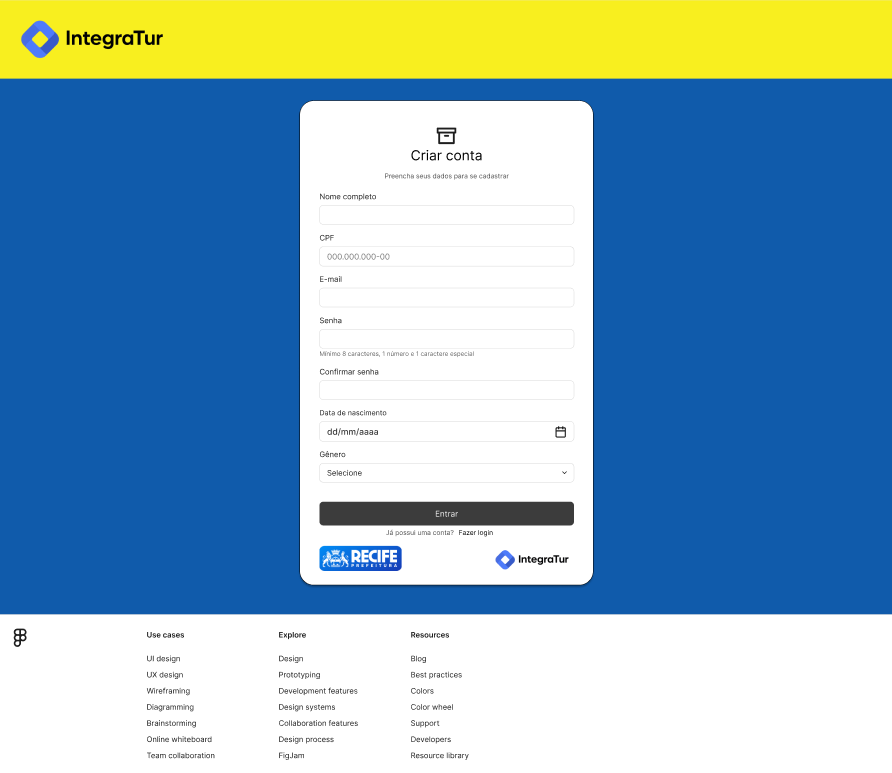 IntegraTur
Criar conta
Preencha seus dados para se cadastrar
Nome completo
CPF
000.000.000-00
E-mail
Senha
Mínimo 8 caracteres, 1 número e 1 caractere especial
Confirmar senha
Data de nascimento
dd/mm/aaaa
Gênero
Selecione
Entrar
Já possui uma conta? Fazer login
RECIFE
PREFEITURA
IntegraTur
Use cases
UI design
UX design
Wireframing
Diagramming
Brainstorming
Online whiteboard
Team collaboration
Explore
Design
Prototyping
Development features
Design systems
Collaboration features
Design process
FigJam
Resources
Blog
Best practices
Colors
Color wheel
Support
Developers
Resource library